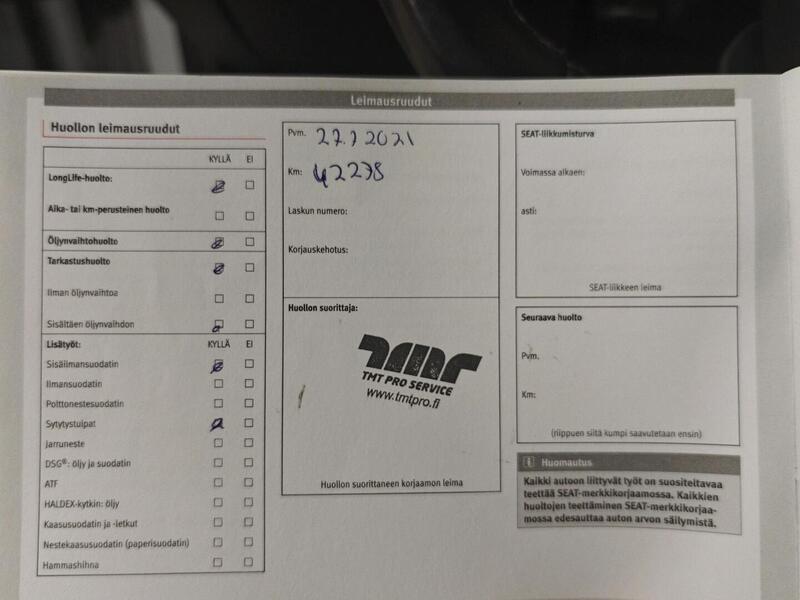 Leimausruudut
Huollon leimausruudut
KYLLÄ EI
LongLife-huolto:
Aika- tai km-perusteinen huolto
Öljynvaihtohuolto
Tarkastushuolto
Ilman öljynvaihtoa
Sisältäen öljynvaihdon
Lisätyöt: KYLLÄ EI
Sisäilmansuodatin
Ilmansuodatin
Polttonestesuodatin
Sytytystulpat
Jarruneste
DSG®: öljy ja suodatin
ATF
HALDEX-kytkin: öljy
Kaasusuodatin ja -letkut
Nestekaasusuodatin (paperisuodatin)
Hammashihna
Pvm. 27.7 2021
Km: 42278
Laskun numero:
Korjauskehotus:
Huollon suorittaja:
TMT
TMT PRO SERVICE
www.tmtpro.fi
Huollon suorittaneen korjaamon leima
SEAT-liikkumisturva
Voimassa alkaen:
asti:
SEAT-liikkeen leima
Seuraava huolto
Pvm.
Km:
(riippuen siitä kumpi saavutetaan ensin)
i Huomautus
Kaikki autoon liittyvät työt on suositeltavaa
teettää SEAT-merkkikorjaamossa. Kaikkien
huoltojen teettäminen SEAT-merkkikorjaa-
mossa edesauttaa auton arvon säilymistä.